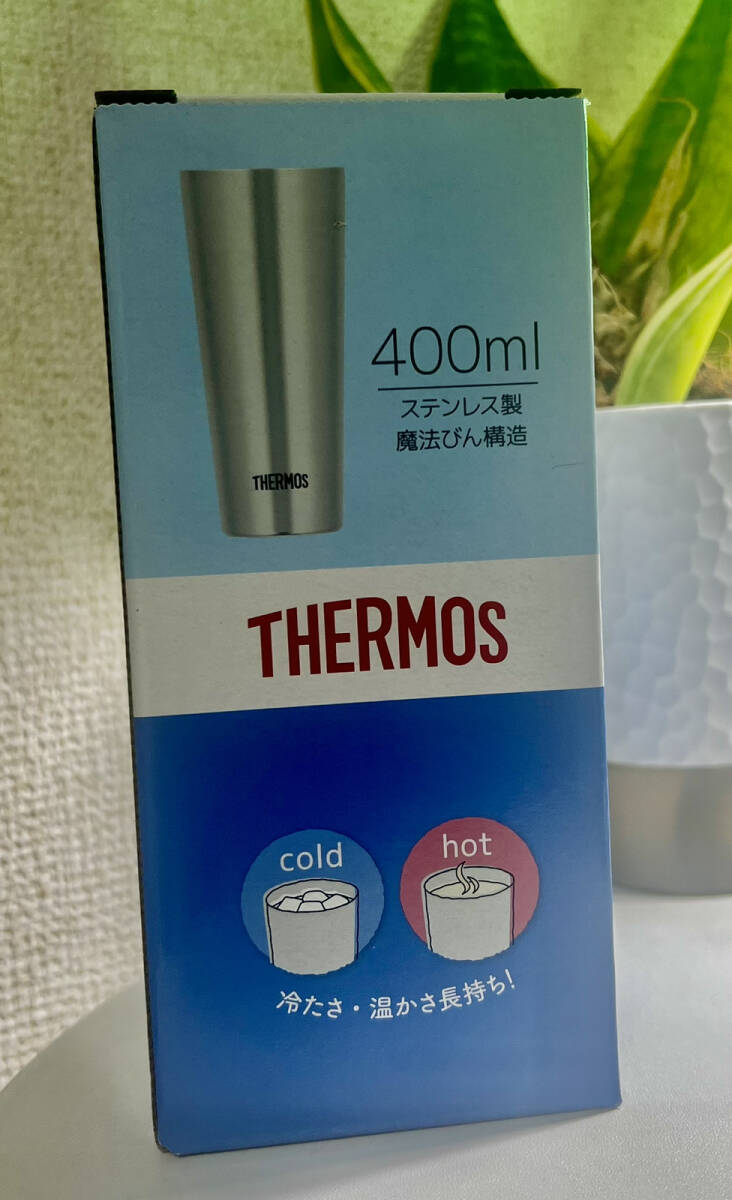 400ml
ステンレス製
魔法びん構造
THERMOS
THERMOS
cold
hot
冷たさ・温かさ長持ち!